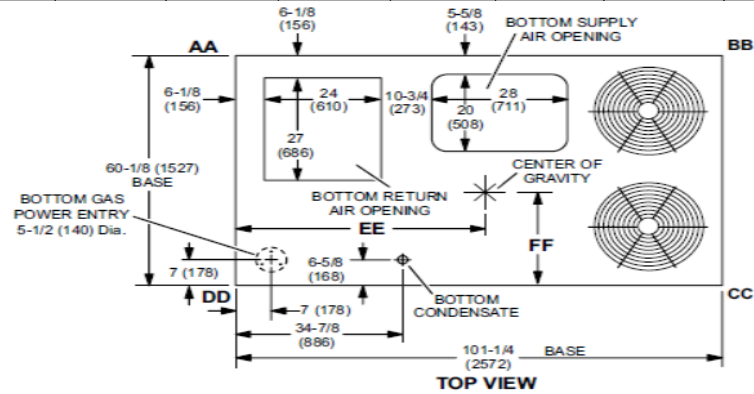 6-1/8
(156)
5-5/8
(143)
BOTTOM SUPPLY
AIR OPENING
AA
BB
6-1/8
(156)
24
(610)
10-3/4
(273)
28
(711)
20
(508)
27
(686)
60-1/8 (1527)
BASE
CENTER OF
GRAVITY
BOTTOM GAS
POWER ENTRY
5-1/2 (140) Dia.
BOTTOM RETURN
AIR OPENING
EE
FF
7 (178)
6-5/8
(168)
DD
CC
7 (178)
BOTTOM
CONDENSATE
34-7/8
(886)
101-1/4
(2572)
BASE
TOP VIEW